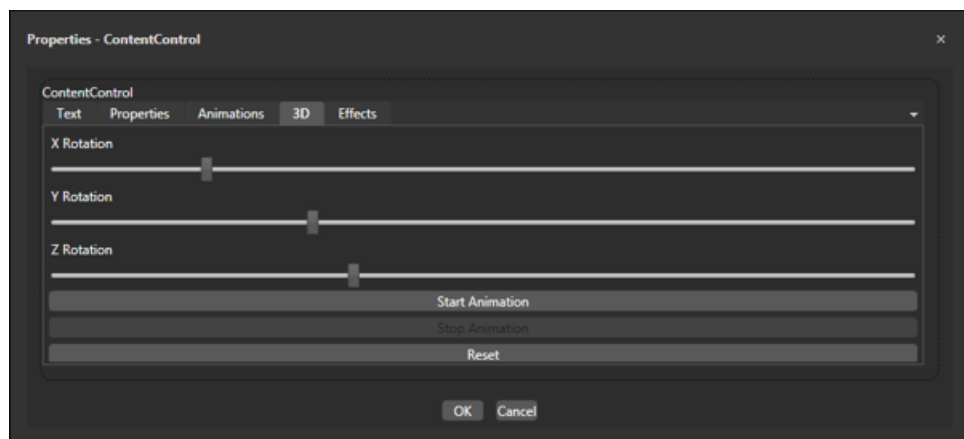 Properties - ContentControl
ContentControl
Text Properties Animations 3D Effects
X Rotation
Y Rotation
Z Rotation
Start Animation
Stop Animation
Reset
OK Cancel